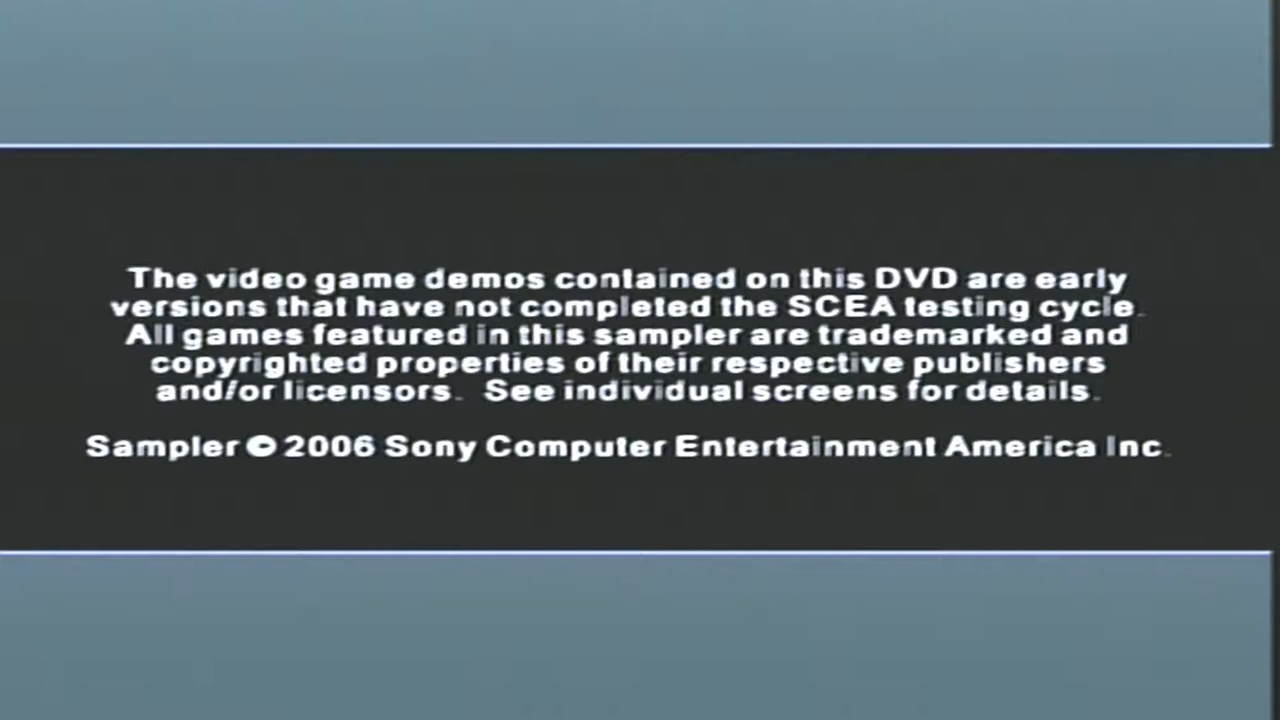 The video game demos contained on this DVD are early
versions that have not completed the SCEA testing cycle.
All games featured in this sampler are trademarked and
copyrighted properties of their respective publishers
and/or licensors.  See individual screens for details.
Sampler © 2006 Sony Computer Entertainment America Inc.